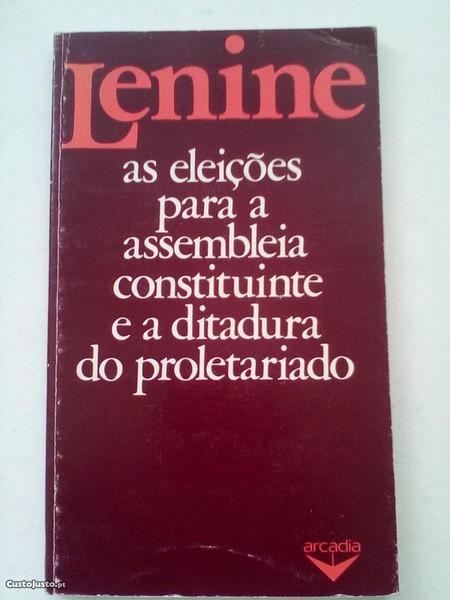 Lenine
as eleições
para a
assembleia
constituinte
e a ditadura
do proletariado
arcadia
CustoJusto.pt